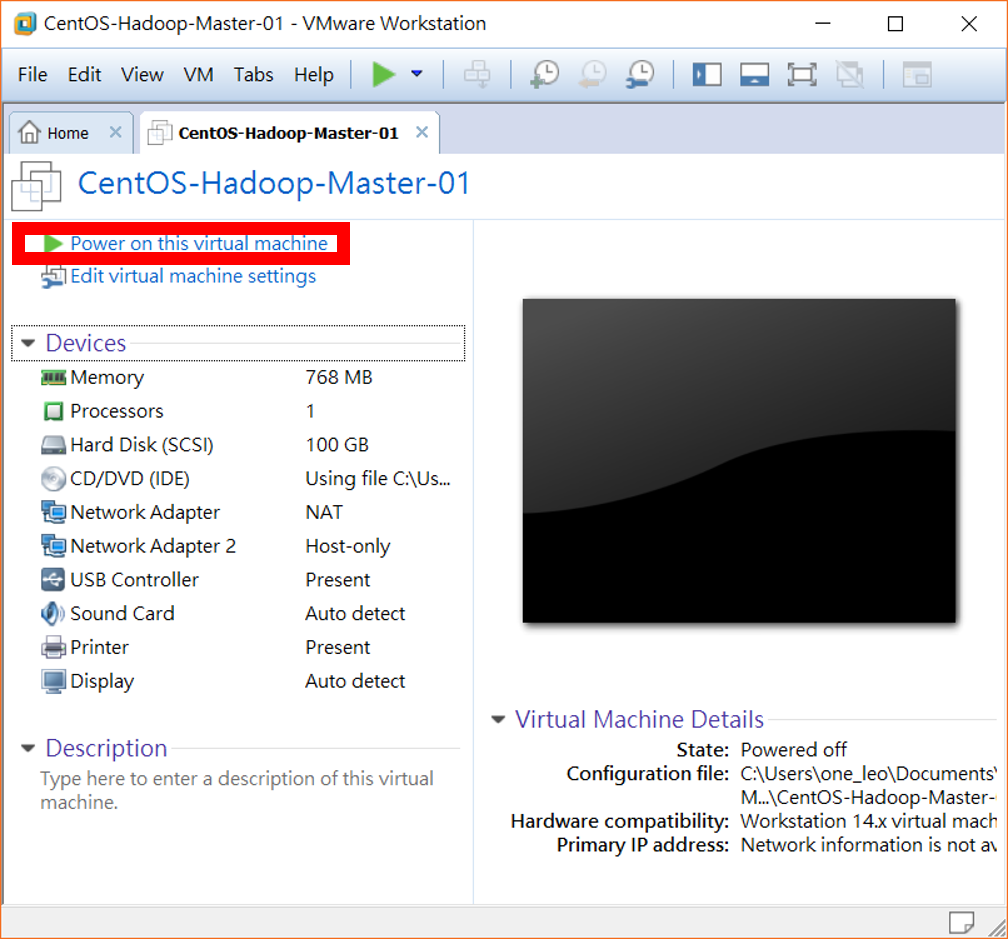 CentOS-Hadoop-Master-01 - VMware Workstation
File Edit View VM Tabs Help
Home CentOS-Hadoop-Master-01
CentOS-Hadoop-Master-01
Power on this virtual machine
Edit virtual machine settings
Devices
Memory 768 MB
Processors 1
Hard Disk (SCSI) 100 GB
CD/DVD (IDE) Using file C:\Us...
Network Adapter NAT
Network Adapter 2 Host-only
USB Controller Present
Sound Card Auto detect
Printer Present
Display Auto detect
Description
Type here to enter a description of this virtual
machine.
Virtual Machine Details
State: Powered off
Configuration file: C:\Users\one_leo\Documents\
M...\CentOS-Hadoop-Master-
Hardware compatibility: Workstation 14.x virtual mach
Primary IP address: Network information is not av